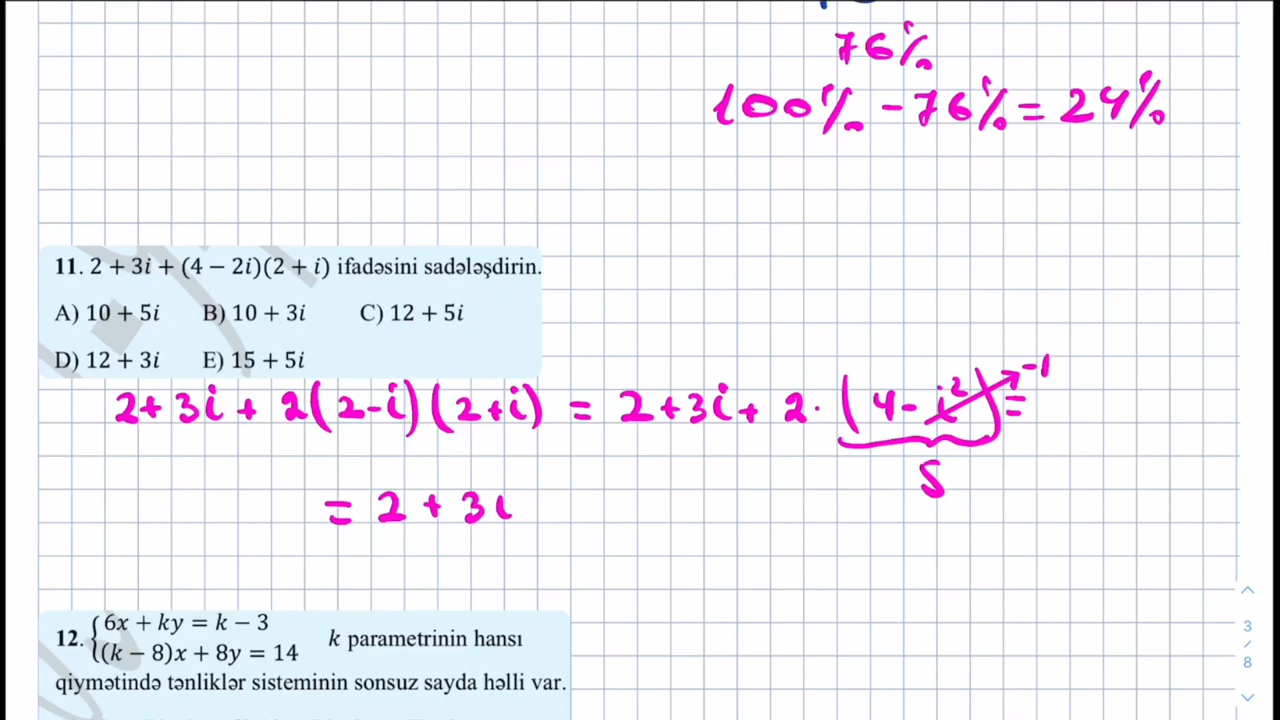 76%
100% - 76% = 24%
11. 2 + 3i + (4 − 2i)(2 + i) ifadəsini sadələşdirin.
A) 10 + 5i B) 10 + 3i C) 12 + 5i
D) 12 + 3i E) 15 + 5i
2+3i+2(2-i)(2+i) = 2+3i+2·(4-i²) =
-1
5
= 2+3i
12. {6x + ky = k − 3
((k − 8)x + 8y = 14 k parametrinin hansı
qiymətində tənliklər sisteminin sonsuz sayda həlli var.
3
/
8